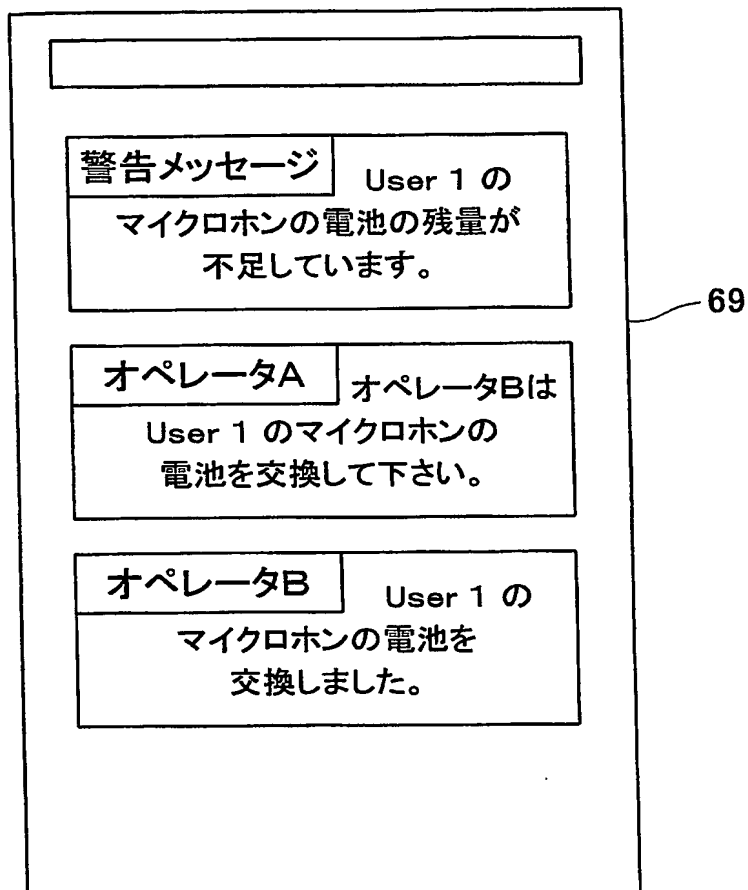 警告メッセージ User 1 の
マイクロホンの電池の残量が
不足しています。
69
オペレータA オペレータBは
User 1 のマイクロホンの
電池を交換して下さい。
オペレータB User 1 の
マイクロホンの電池を
交換しました。